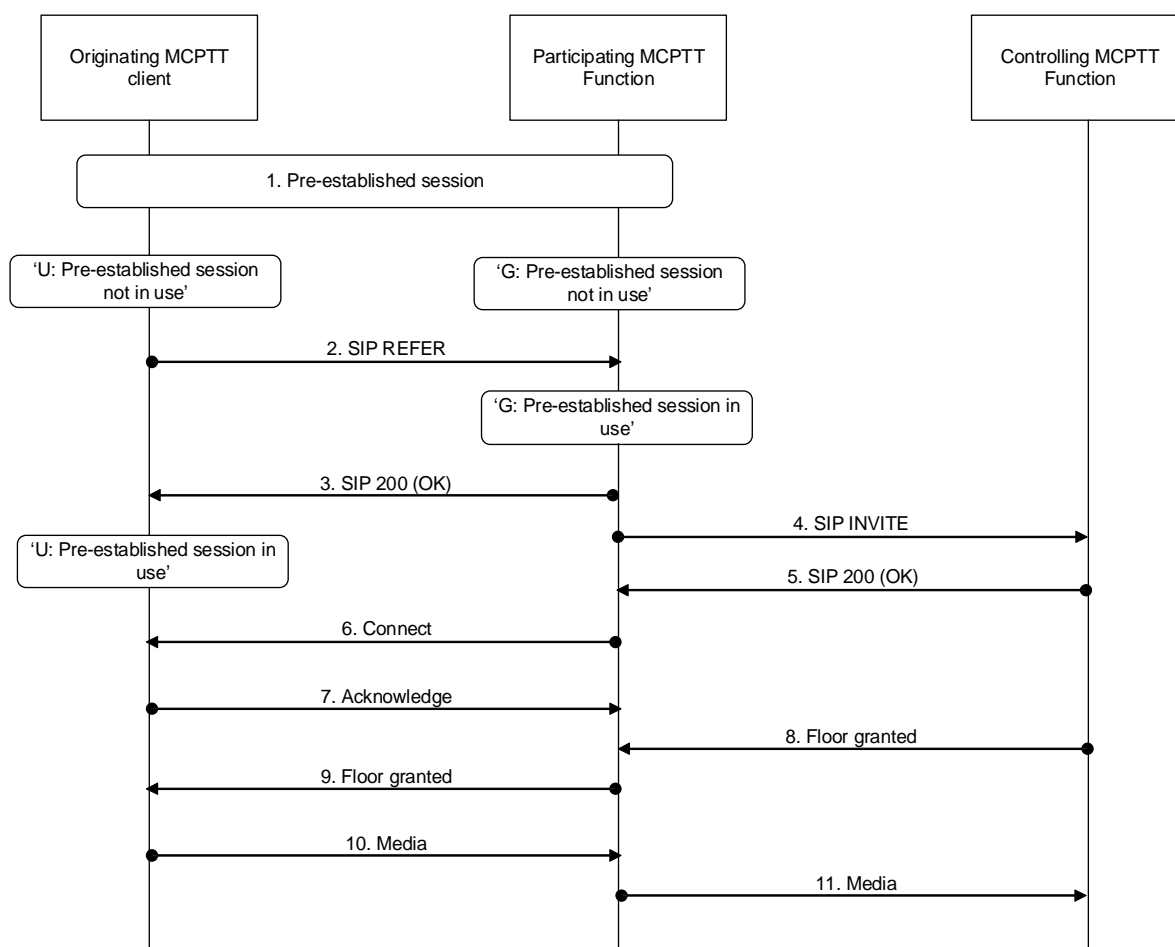 Originating MCPTT
client
Participating MCPTT
Function
Controlling MCPTT
Function
1. Pre-established session
‘U: Pre-established session
not in use’
‘G: Pre-established session
not in use’
2. SIP REFER
‘G: Pre-established session in
use’
3. SIP 200 (OK)
4. SIP INVITE
‘U: Pre-established session in
use’
5. SIP 200 (OK)
6. Connect
7. Acknowledge
8. Floor granted
9. Floor granted
10. Media
11. Media